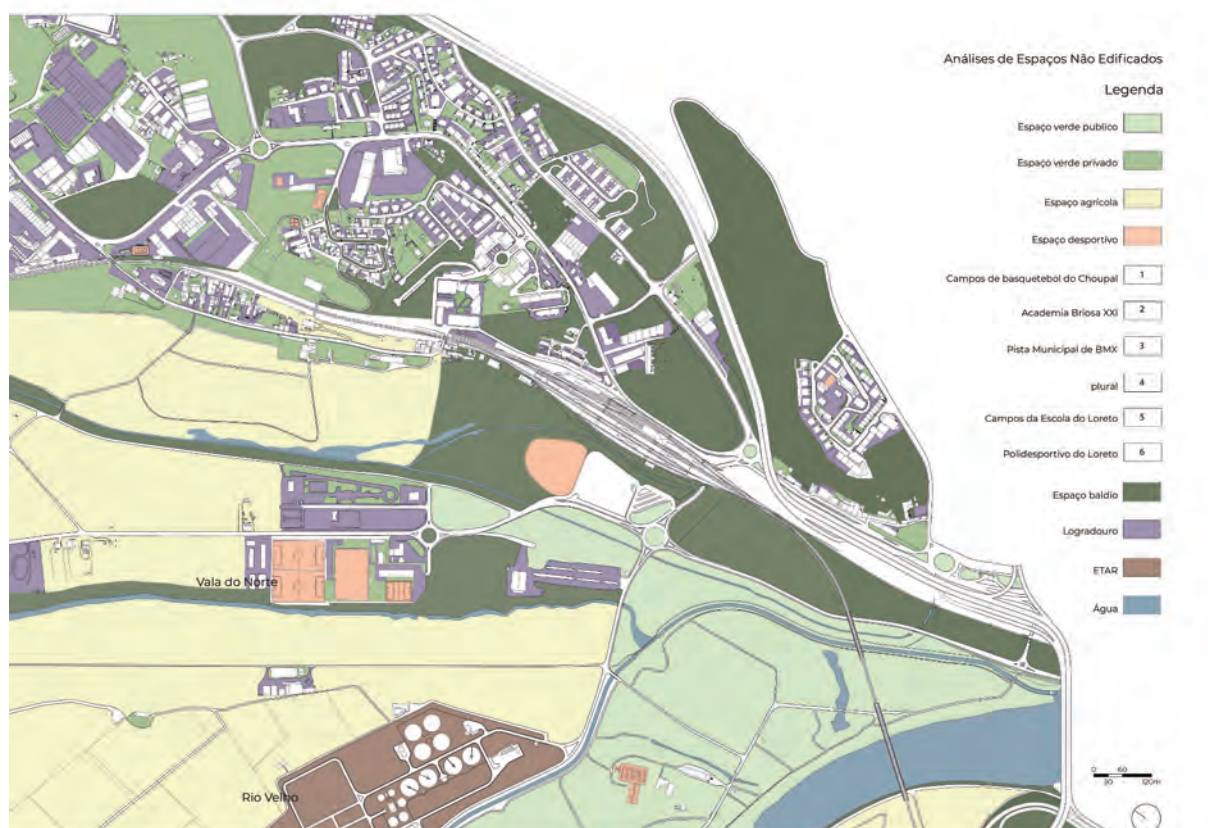 Análises de Espaços Não Edificados
Legenda
Espaço verde publico
Espaço verde privado
Espaço agrícola
Espaço desportivo
Campos de basquetebol do Choupal 1
Academia Briosa XXI 2
Pista Municipal de BMX 3
plural 4
Campos da Escola do Loreto 5
Polidesportivo do Loreto 6
Espaço baldio
Logradouro
ETAR
Água
Vala do Norte
Rio Velho
0 60
30 120m